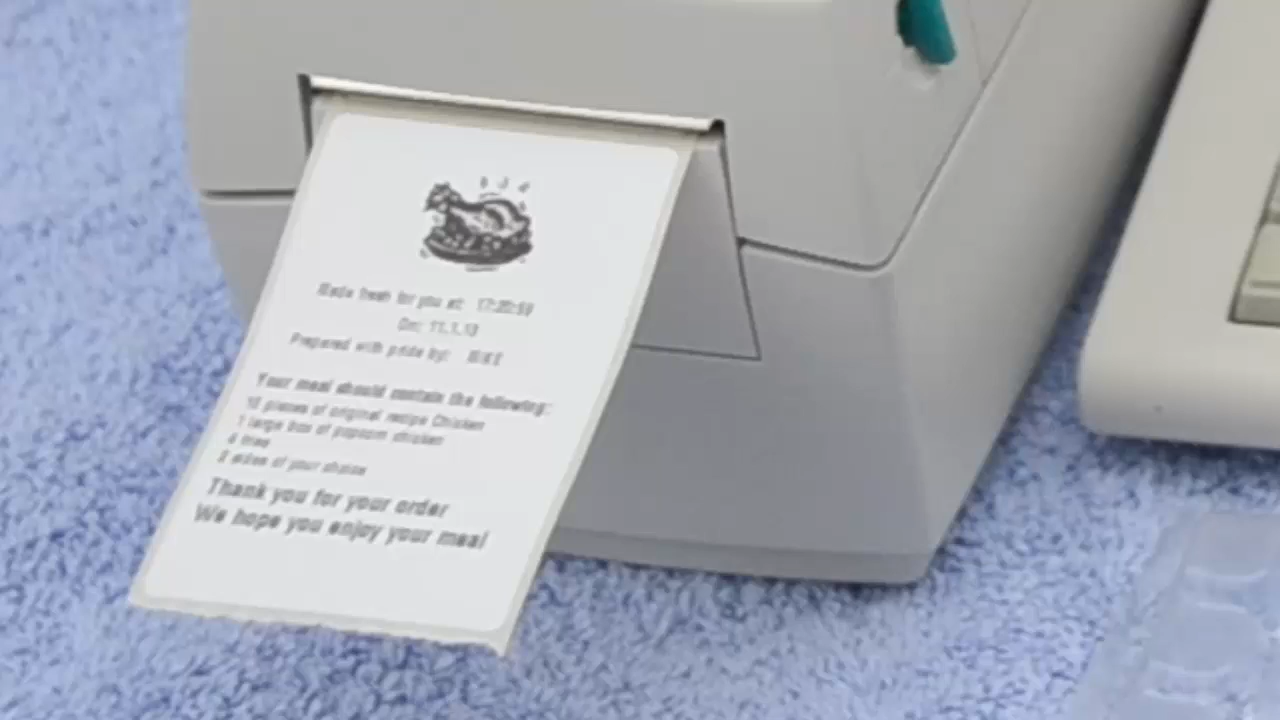 Made fresh for you at: 17:20:59
On: 11.1.13
Prepared with pride by:
Your meal should contain the following:
10 pieces of original recipe Chicken
1 large box of popcorn chicken
4 fries
2 sides of your choice
Thank you for your order
We hope you enjoy your meal